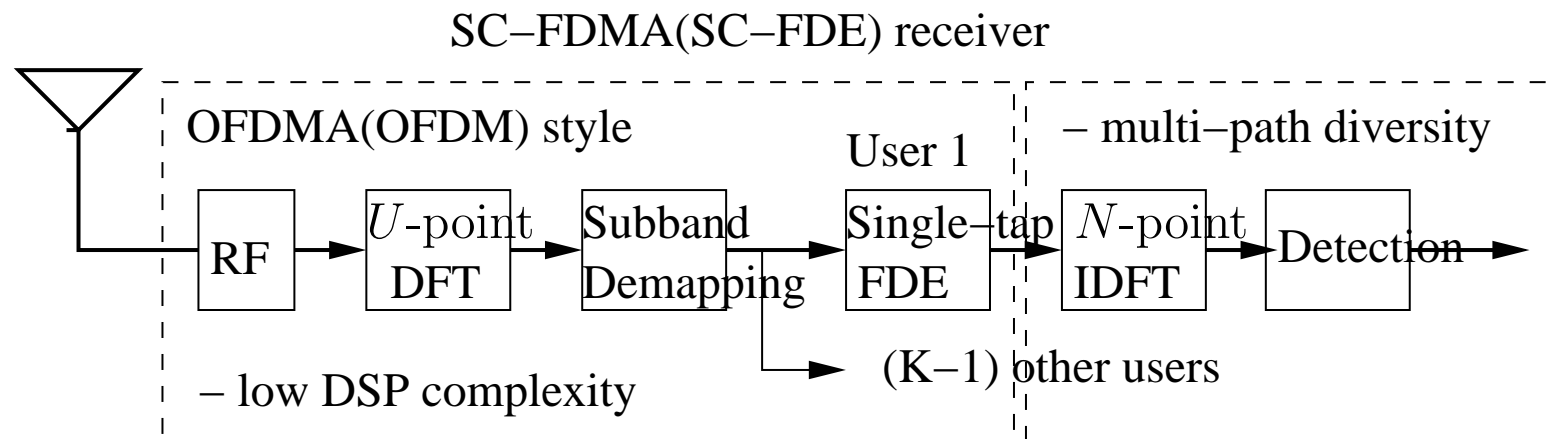 SC–FDMA(SC–FDE) receiver
OFDMA(OFDM) style
– multi–path diversity
User 1
RF
U-point
DFT
Subband
Demapping
Single–tap
FDE
N-point
IDFT
Detection
(K–1) other users
– low DSP complexity